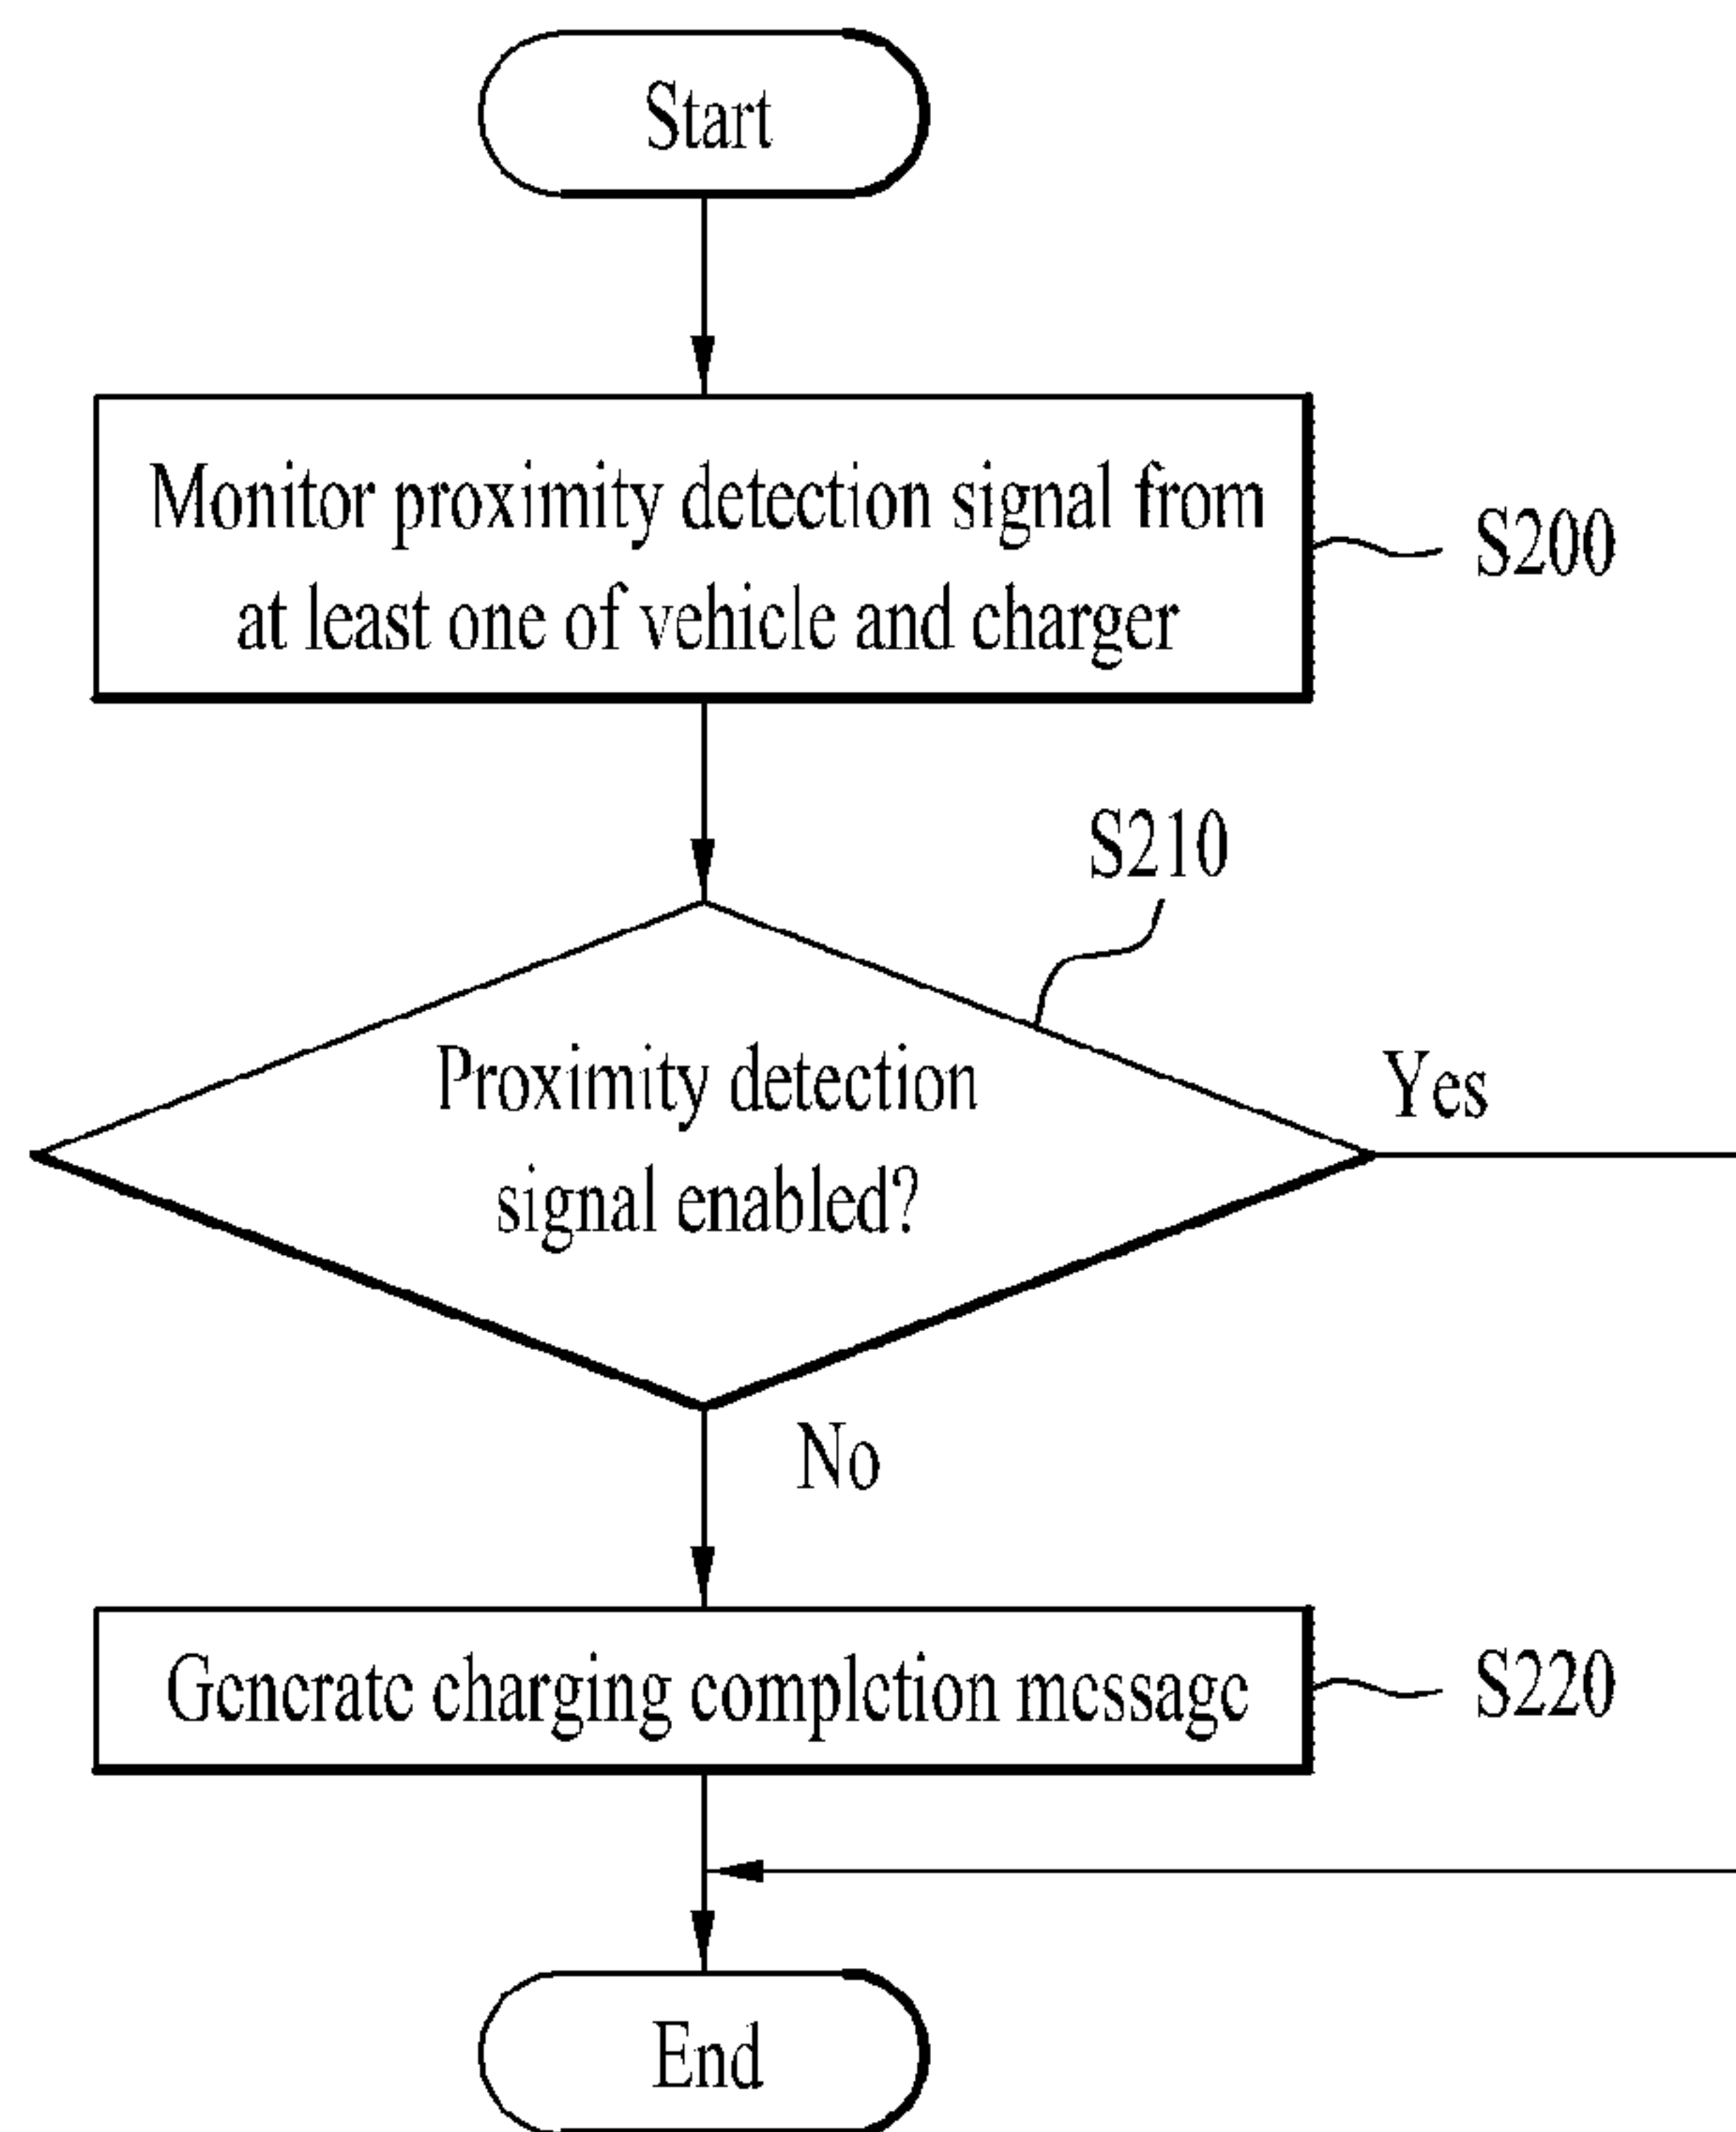 Start
Monitor proximity detection signal from
at least one of vehicle and charger
S200
S210
Proximity detection
signal enabled?
Yes
No
Generate charging completion message
S220
End